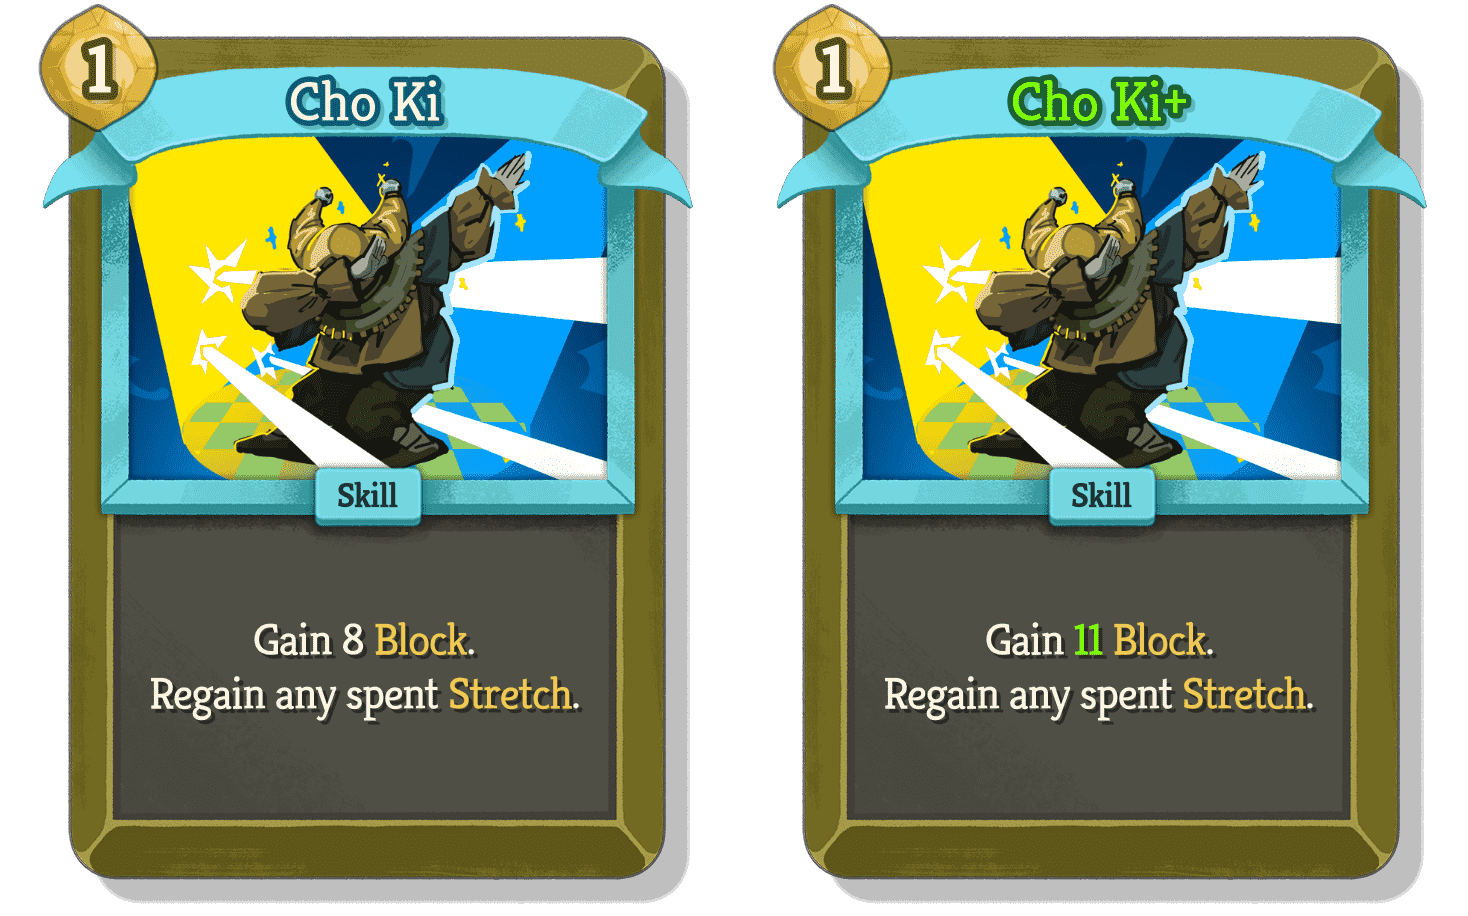 1
Cho Ki
Skill
Gain 8 Block.
Regain any spent Stretch.
1
Cho Ki+
Skill
Gain 11 Block.
Regain any spent Stretch.